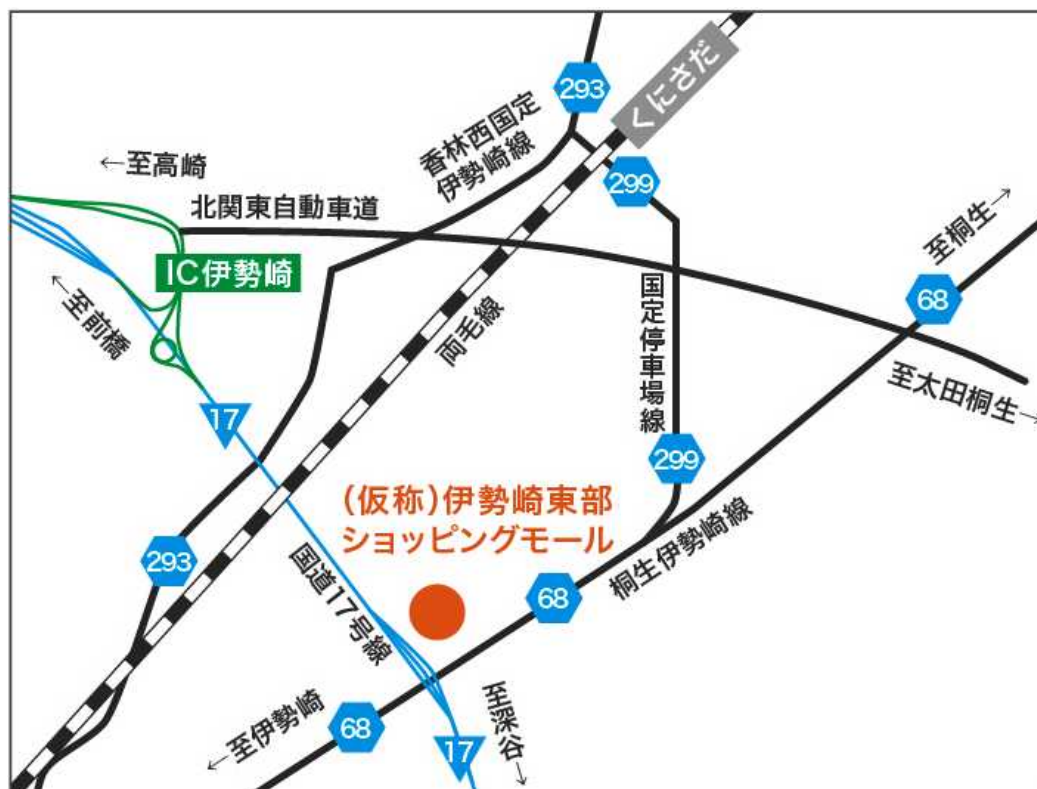 293
くにさだ
香林西国定
伊勢崎線
←至高崎
299
北関東自動車道
至桐生→
IC伊勢崎
68
←至前橋
両毛線
国定停車場線
至太田桐生→
17
299
(仮称)伊勢崎東部
ショッピングモール
293
国道17号線
68
桐生伊勢崎線
←至伊勢崎
68
至深谷→
17